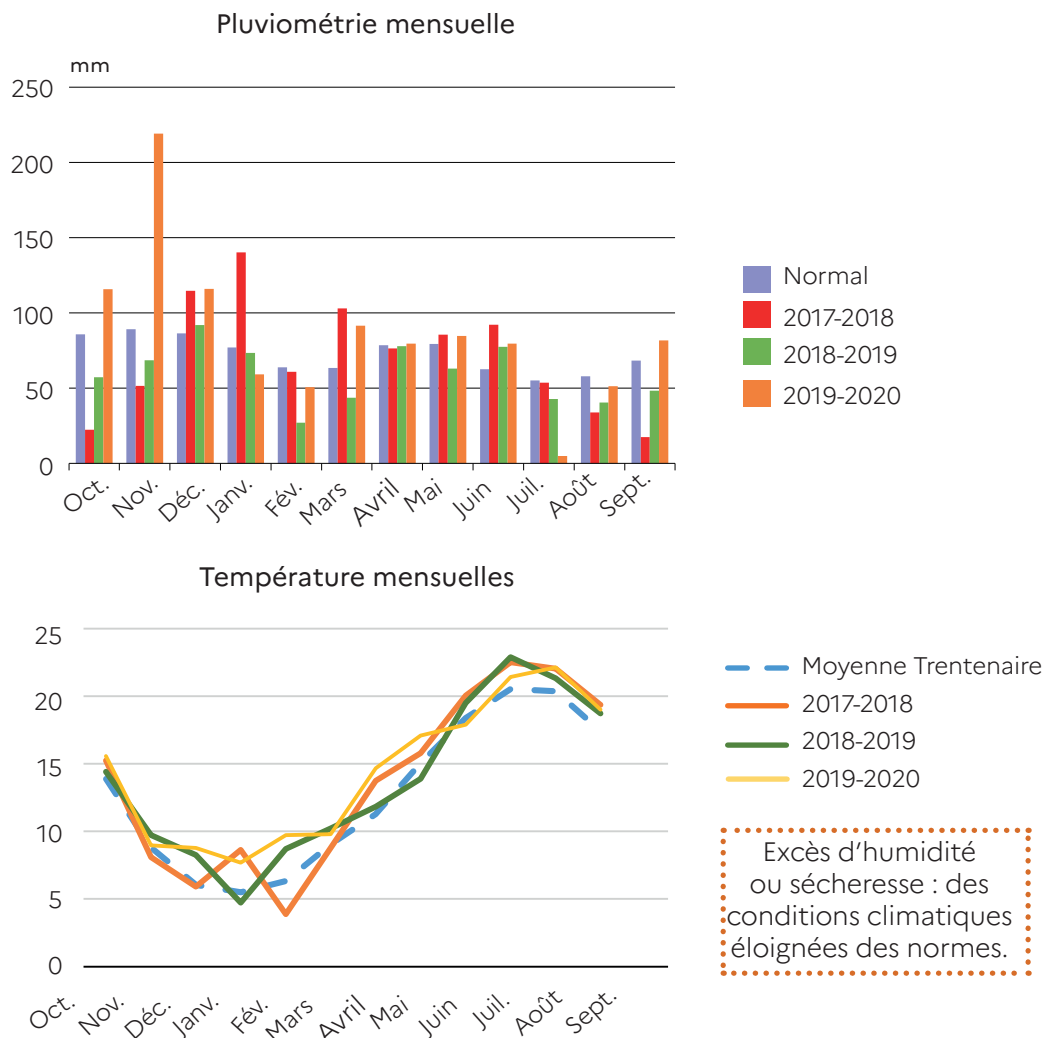 Pluviométrie mensuelle
mm
250
200
150
100
50
0
Oct.
Nov.
Déc.
Janv.
Fév.
Mars
Avril
Mai
Juin
Juil.
Août
Sept.
Normal
2017-2018
2018-2019
2019-2020
Température mensuelles
25
20
15
10
5
0
Oct.
Nov.
Déc.
Janv.
Fév.
Mars
Avril
Mai
Juin
Juil.
Août
Sept.
Moyenne Trentenaire
2017-2018
2018-2019
2019-2020
Excès d'humidité
ou sécheresse : des
conditions climatiques
éloignées des normes.